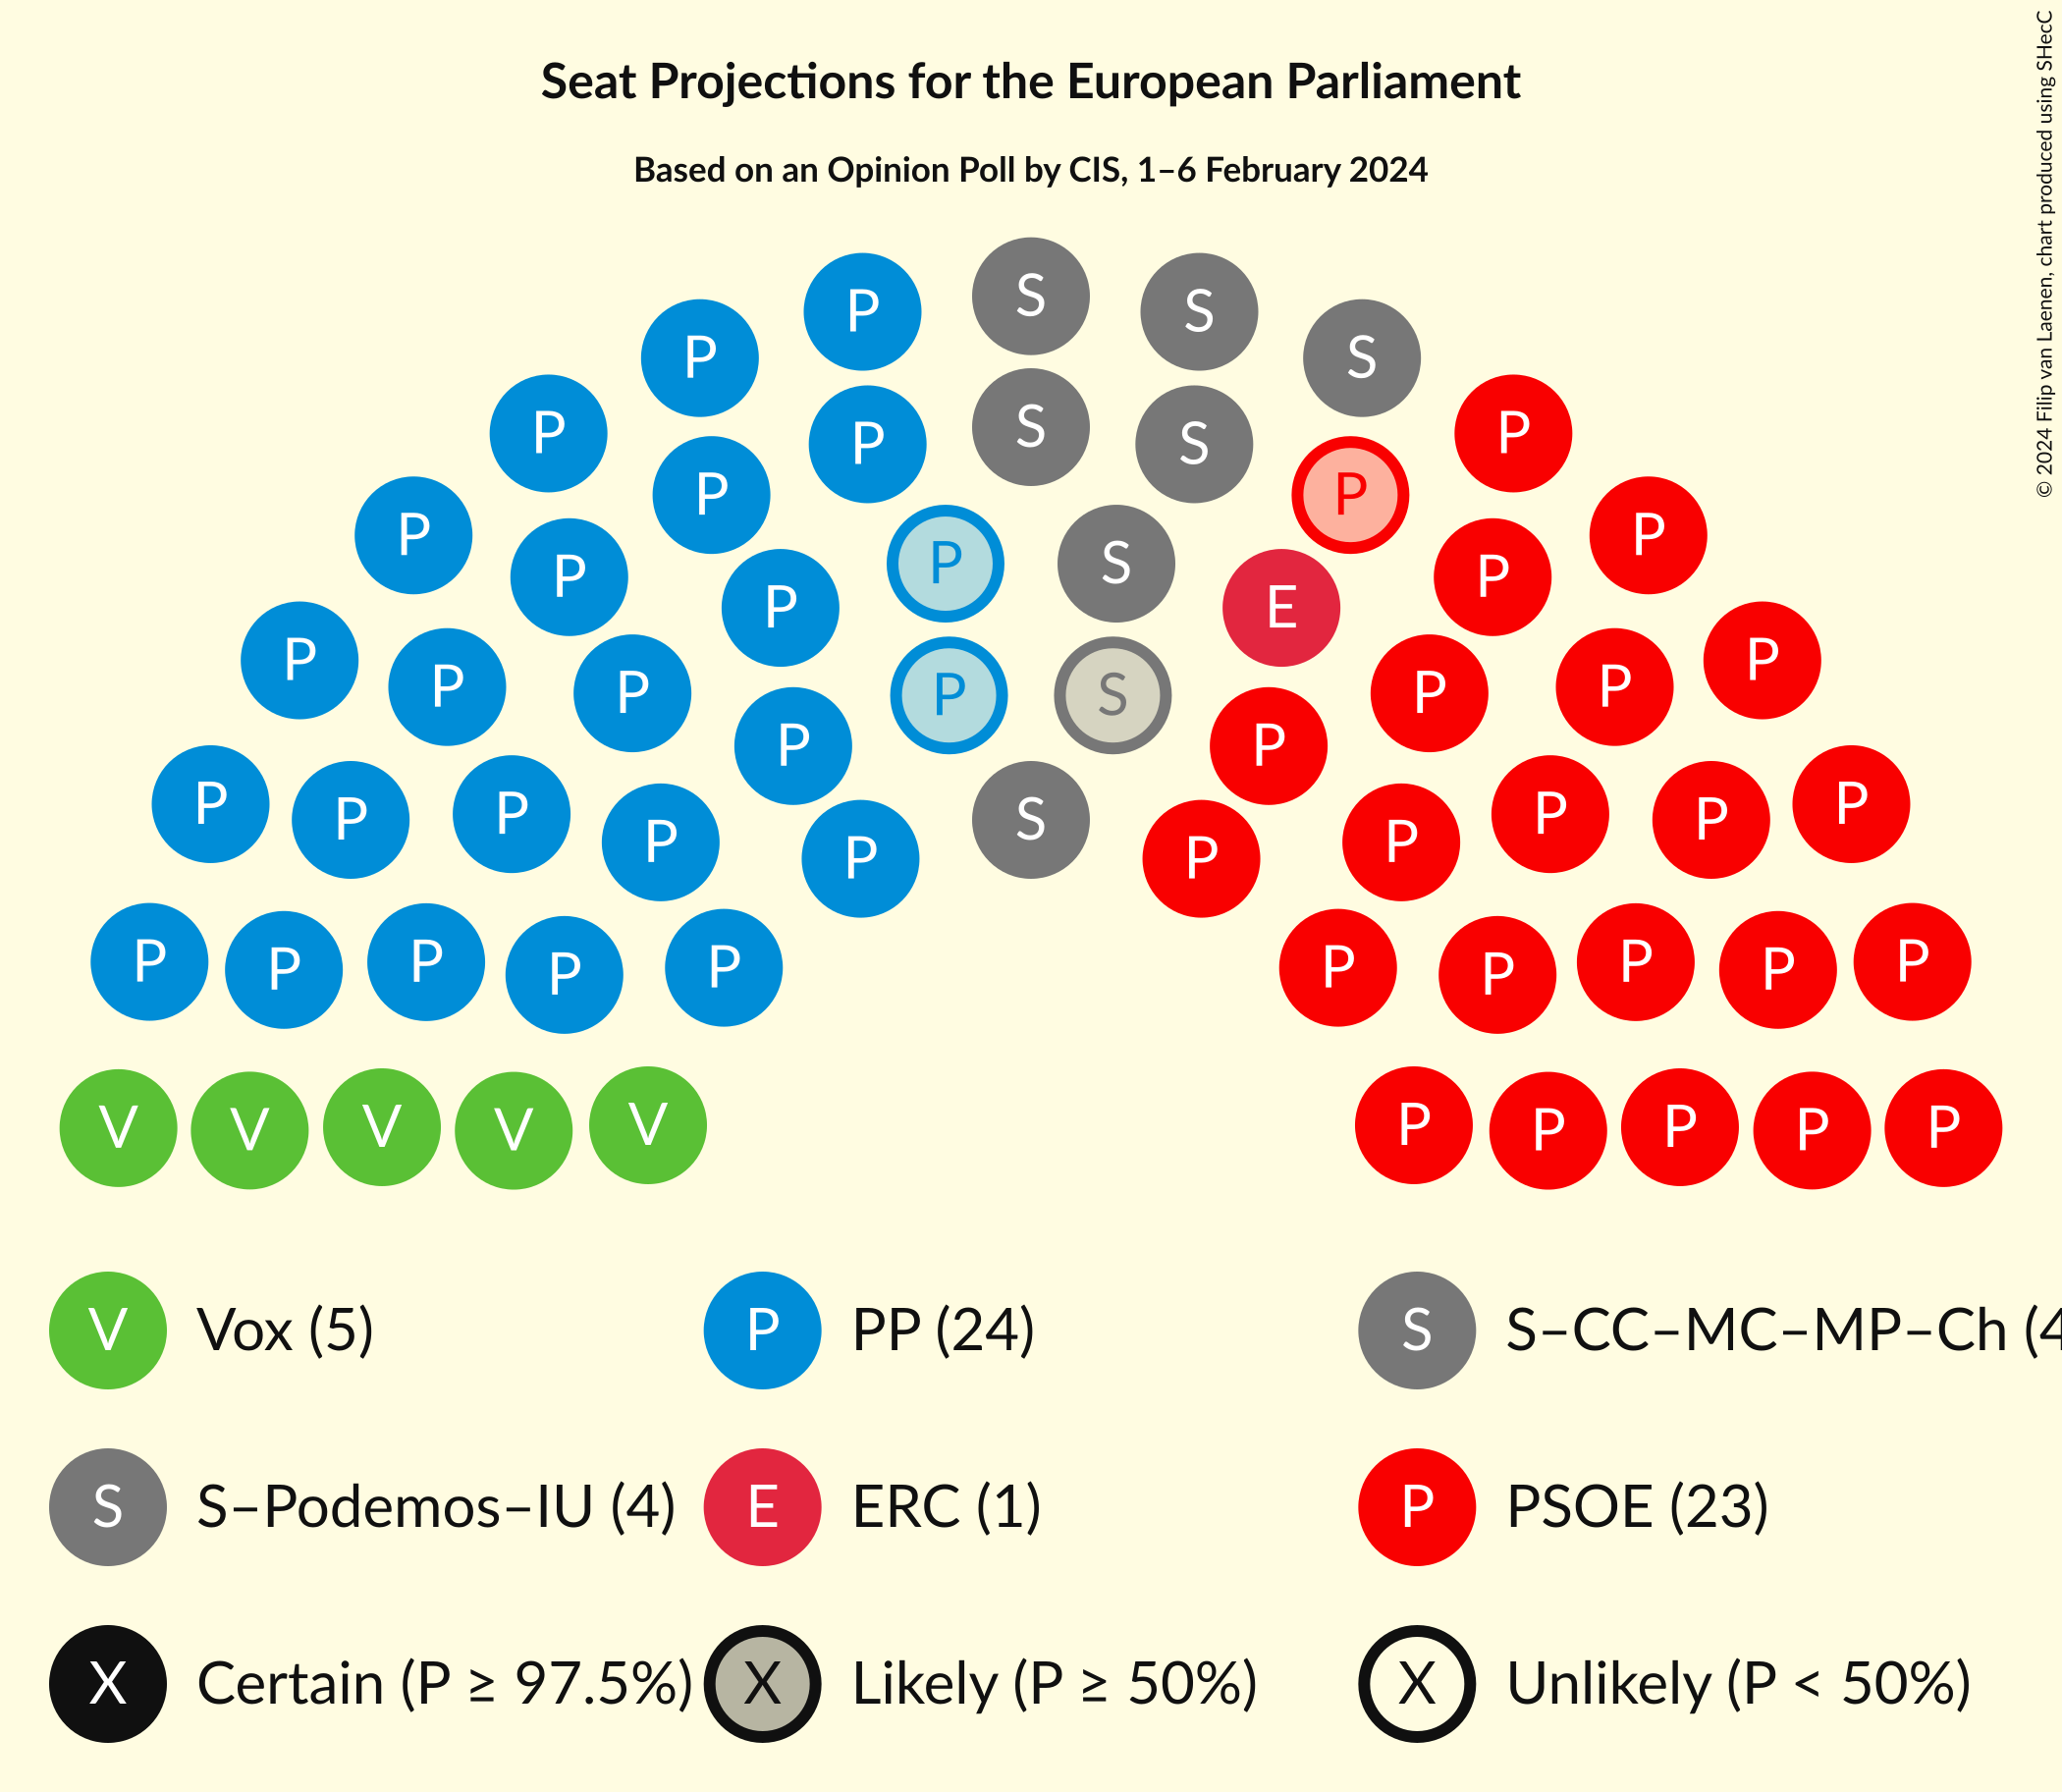 Seat Projections for the European Parliament
Based on an Opinion Poll by CIS, 1–6 February 2024
© 2024 Filip van Laenen, chart produced using SHecC
S
P S
P S
P P
S
P S
P P
P P
P S
P P
P E
P P
P P
P P
P S
P P
P P
P P
P P
P S P
P P
P P
P P
P P
P P
P P
P P
P P
P P
V P
V P
V P
V P
V P
V Vox (5)
P PP (24)
S S–CC–MC–MP–Ch (4
S S–Podemos–IU (4)
E ERC (1)
P PSOE (23)
X Certain (P ≥ 97.5%)
X Likely (P ≥ 50%)
X Unlikely (P < 50%)